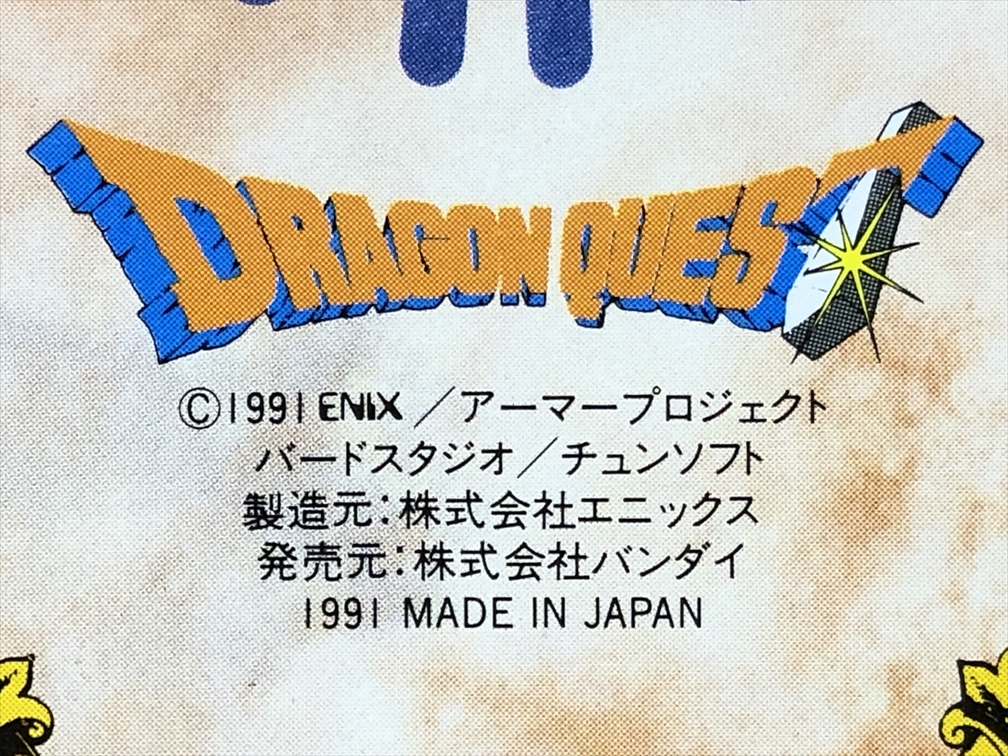 DRAGON QUEST
©1991 ENIX／アーマープロジェクト
バードスタジオ／チュンソフト
製造元：株式会社エニックス
発売元：株式会社バンダイ
1991 MADE IN JAPAN